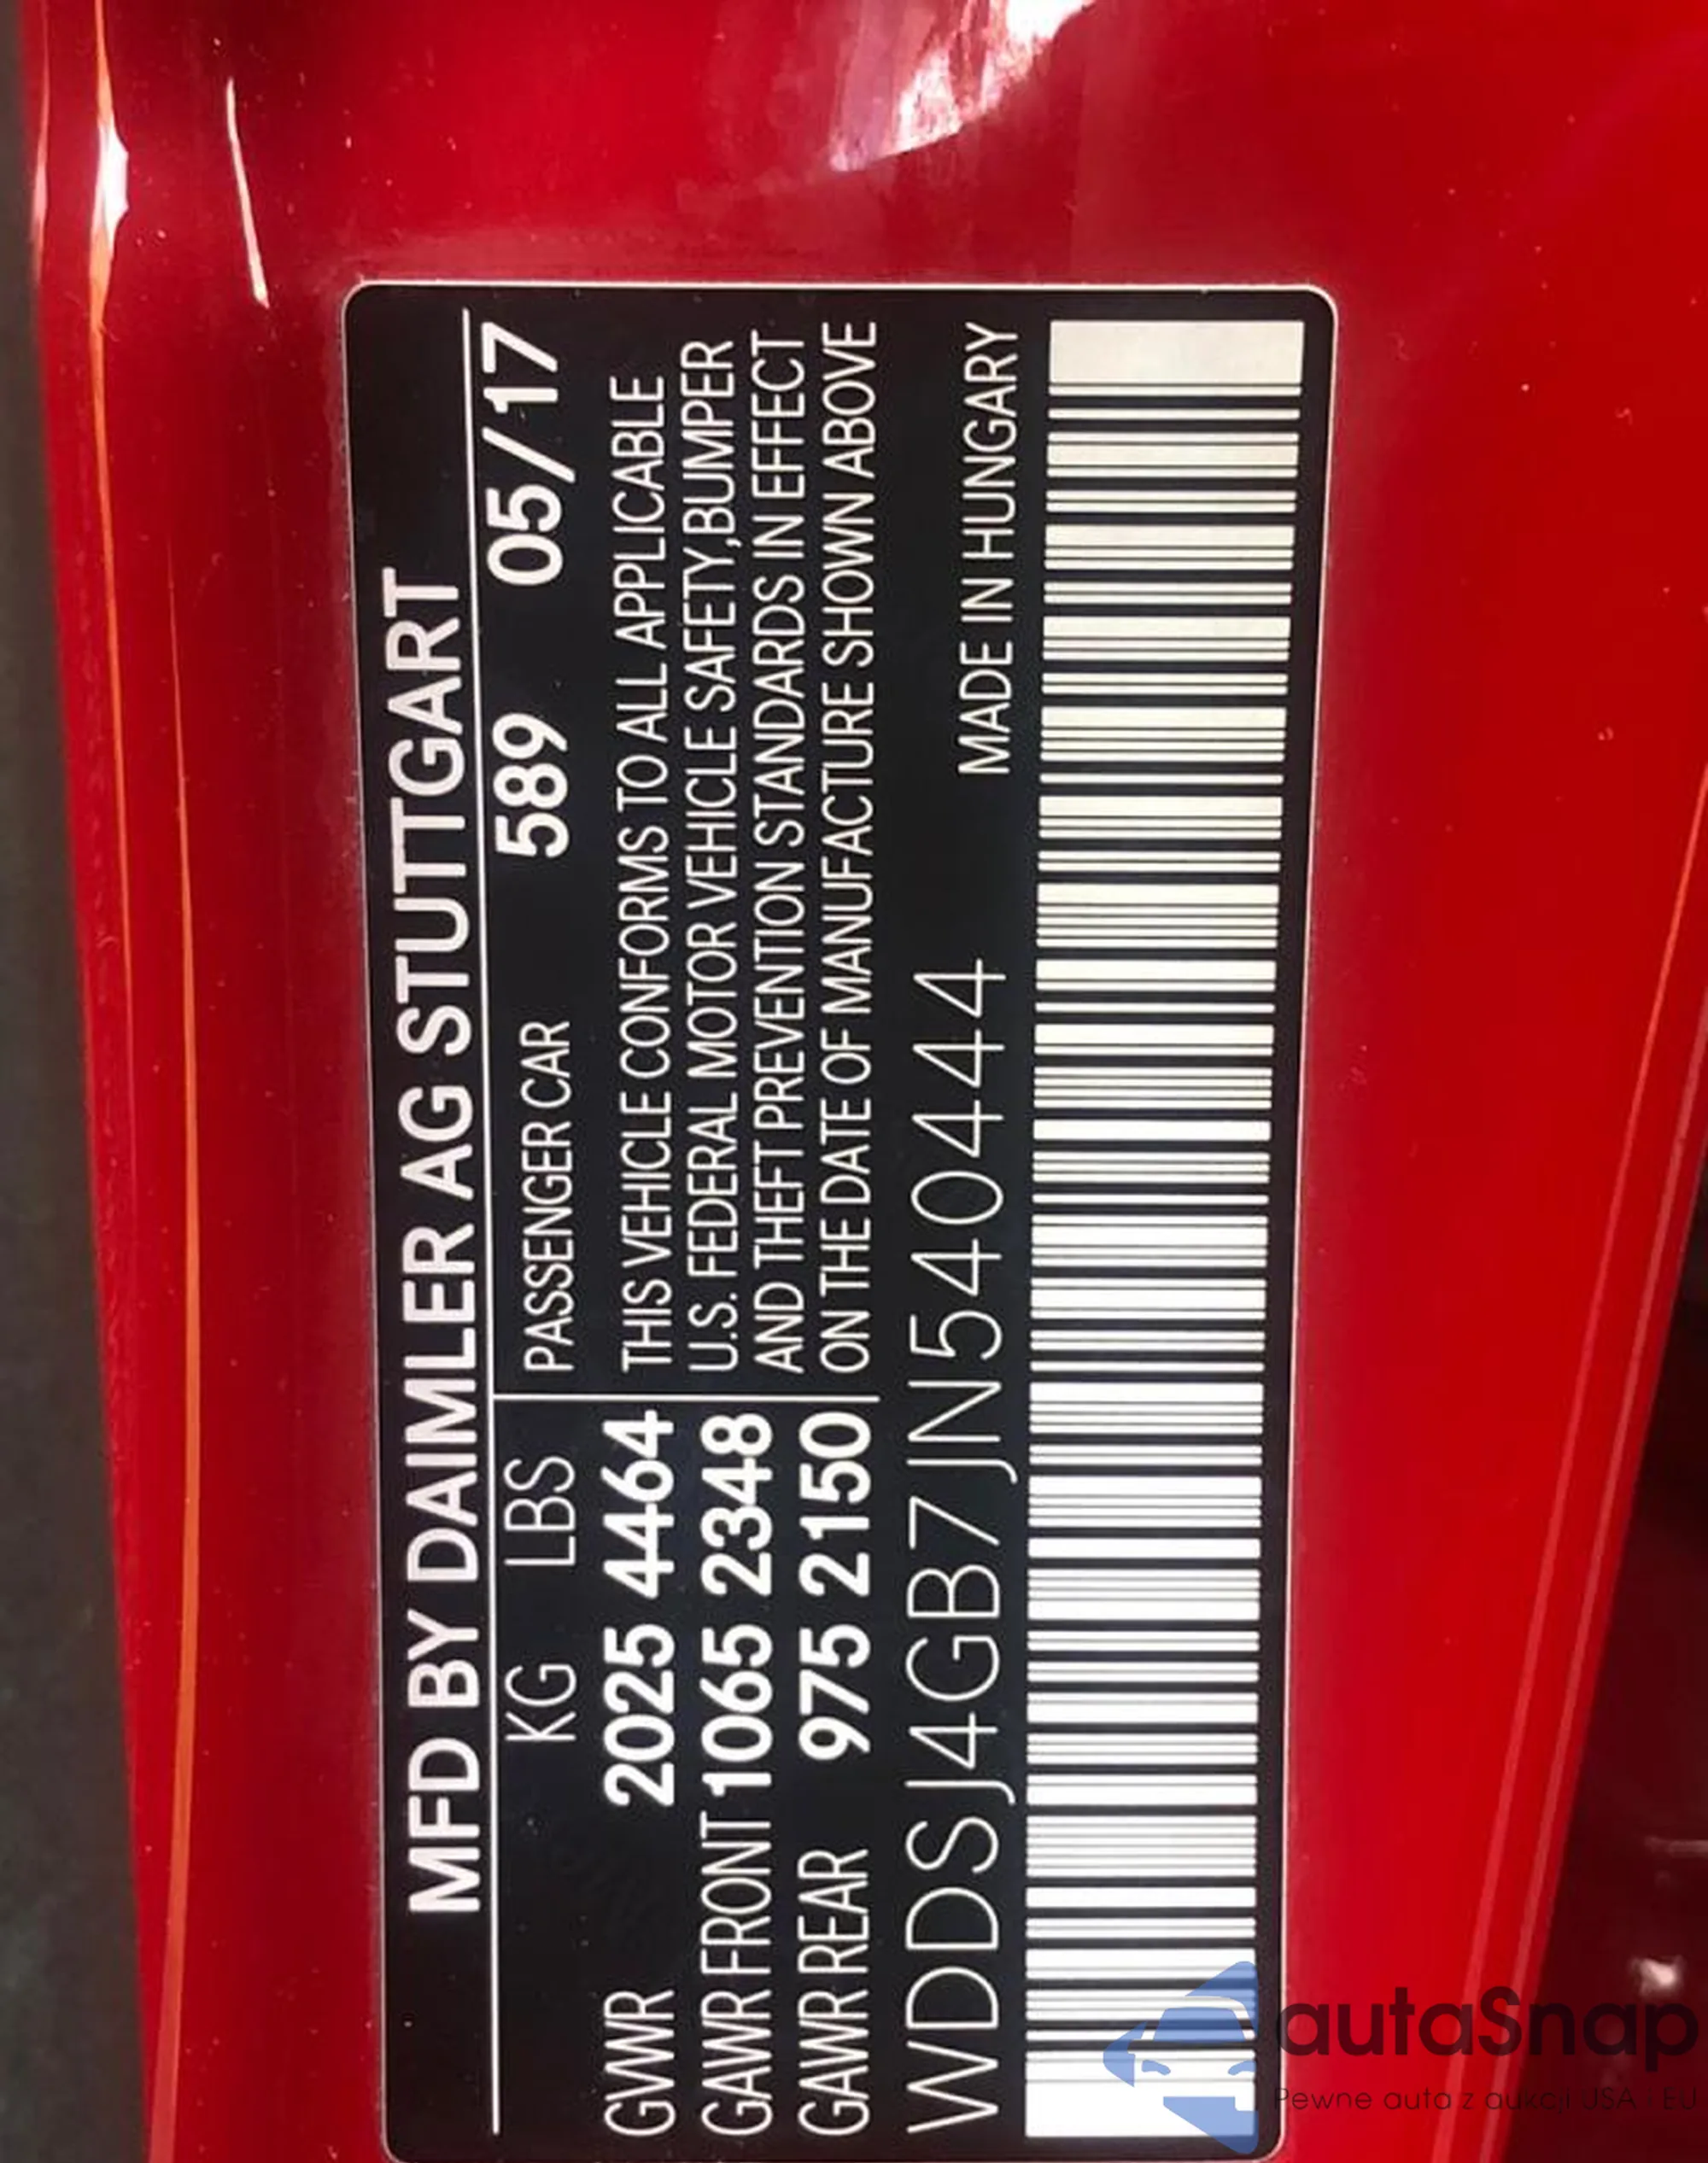 MFD BY DAIMLER AG STUTTGART
KG LBS PASSENGER CAR 589 05/17
GVWR 2025 4464 THIS VEHICLE CONFORMS TO ALL APPLICABLE
GAWR FRONT 1065 2348 U.S. FEDERAL MOTOR VEHICLE SAFETY,BUMPER
AND THEFT PREVENTION STANDARDS IN EFFECT
GAWR REAR 975 2150 ON THE DATE OF MANUFACTURE SHOWN ABOVE
WDDSJ4GB7JN540444 MADE IN HUNGARY
autaSnap
Pewne auta z aukcji USA i EU